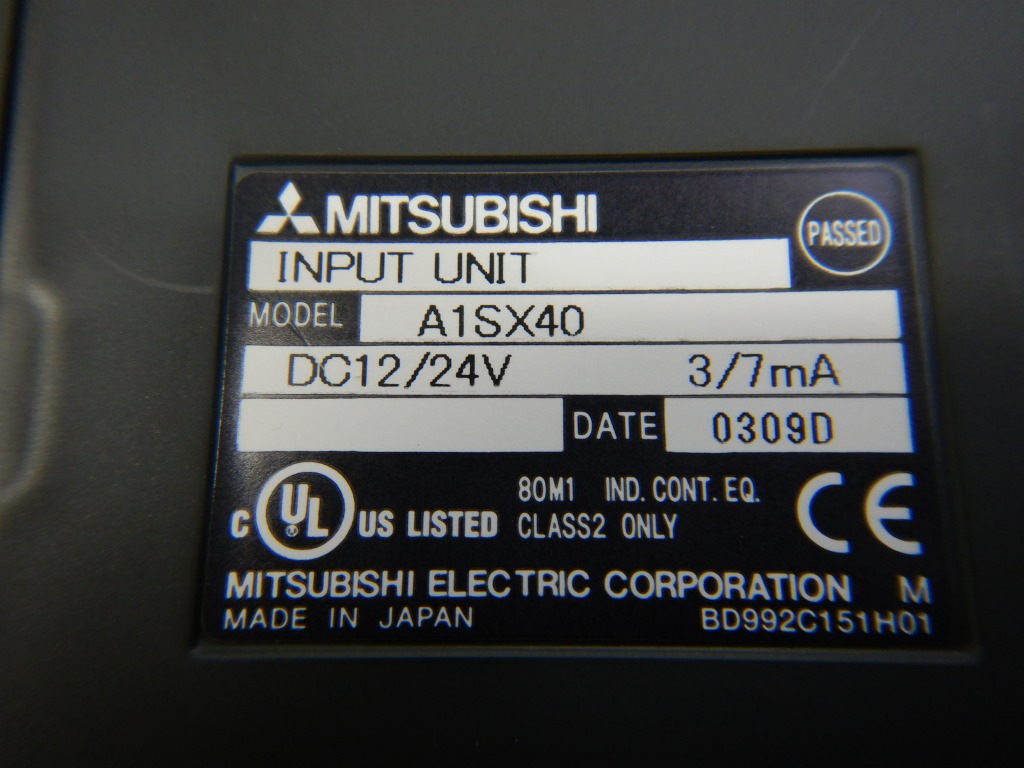 MITSUBISHI
PASSED
INPUT UNIT
MODEL A1SX40
DC12/24V 3/7mA
DATE 0309D
C UL ® US LISTED 80M1 IND. CONT. EQ.
CLASS2 ONLY
CE
MITSUBISHI ELECTRIC CORPORATION M
MADE IN JAPAN BD992C151H01